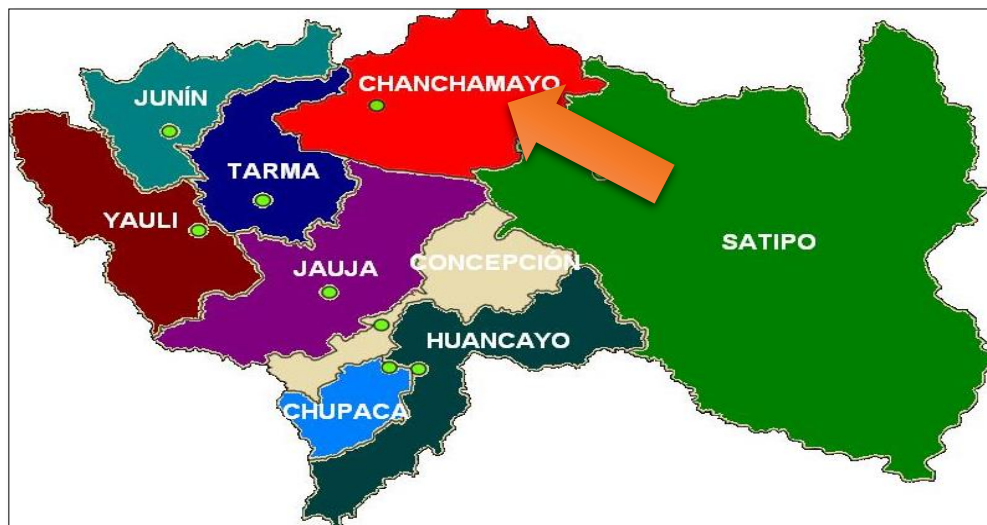 CHANCHAMAYO
JUNÍN
TARMA
YAULI
SATIPO
JAUJA
CONCEPCIÓN
HUANCAYO
CHUPACA